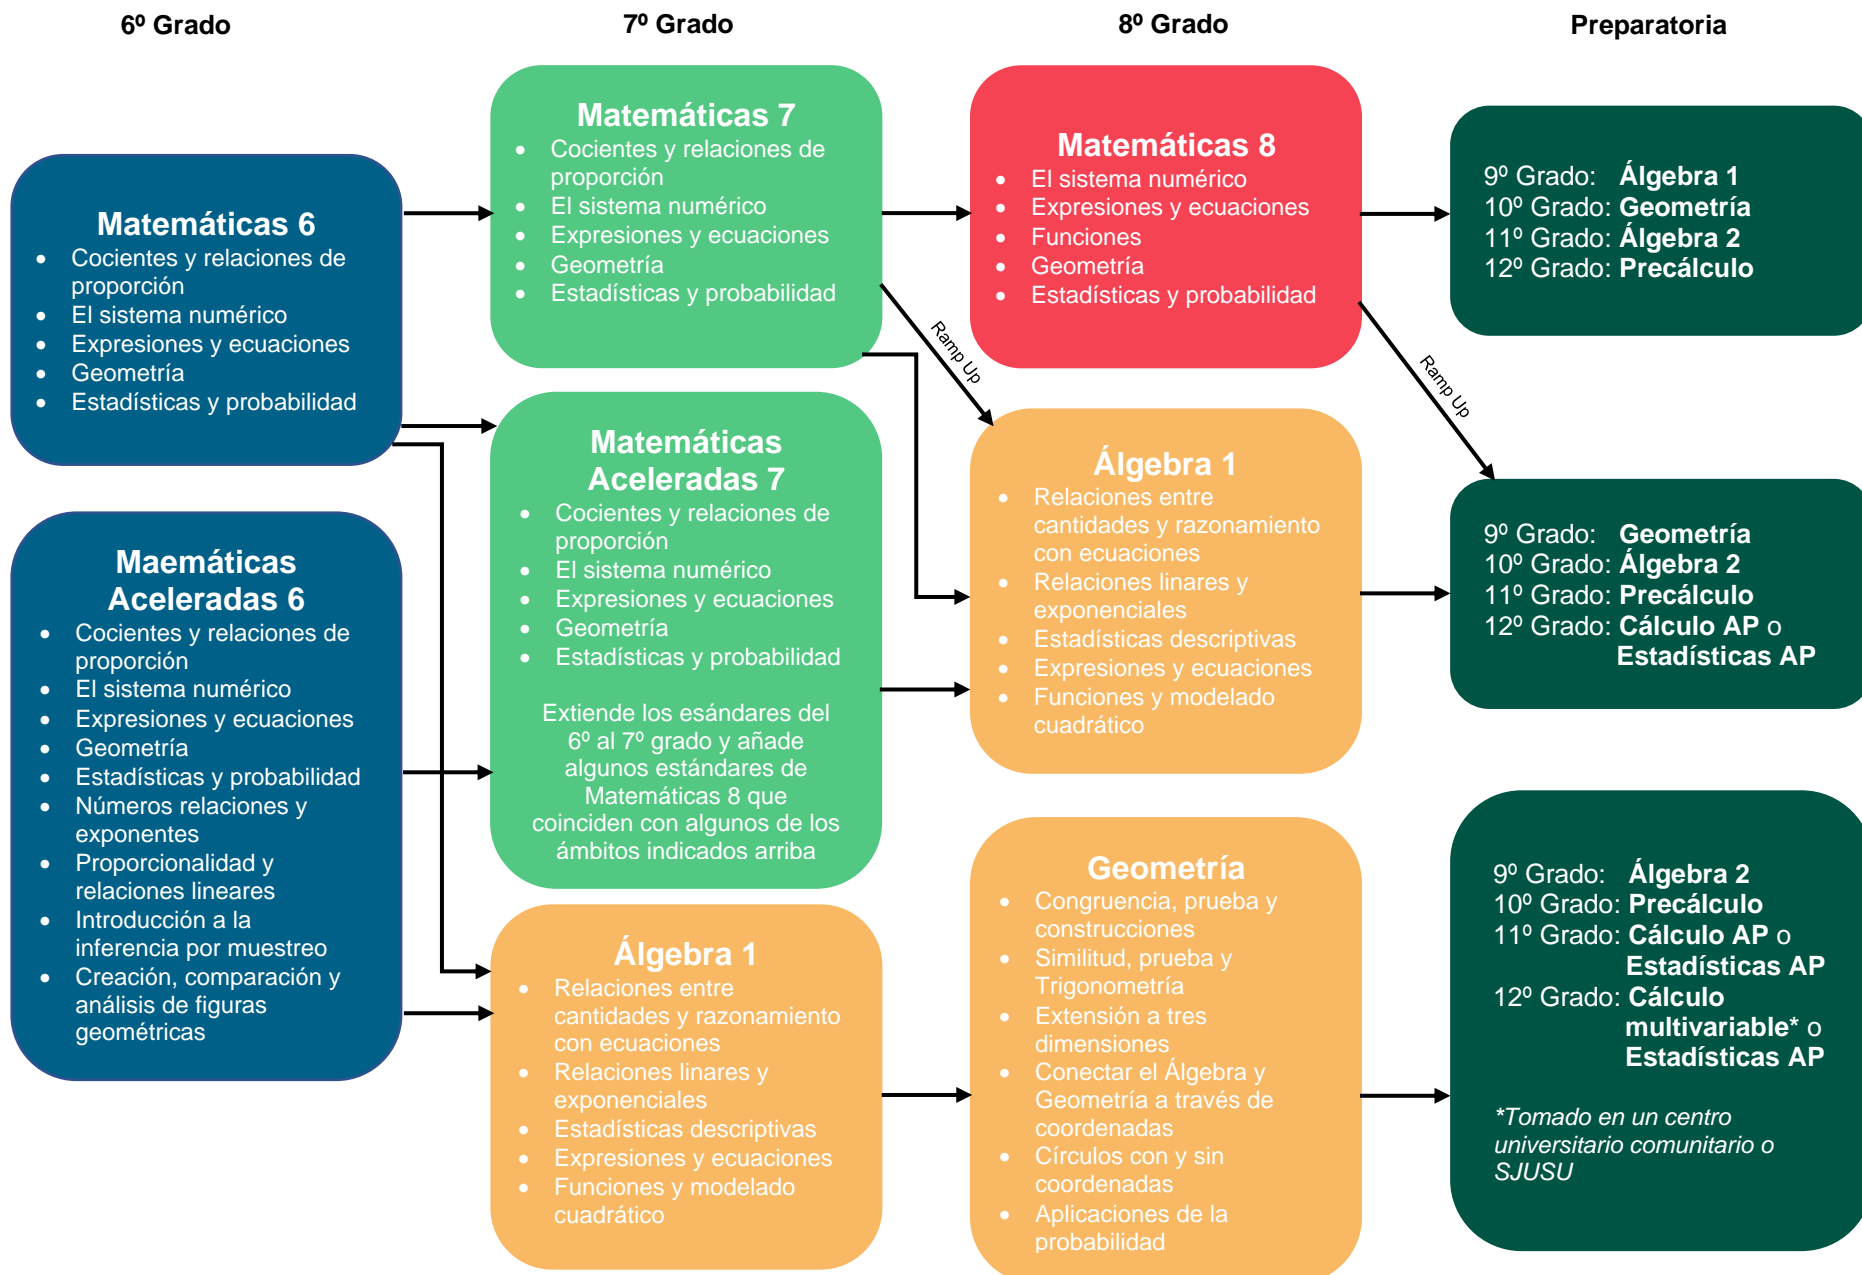 6º Grado
7º Grado
8º Grado
Preparatoria
Matemáticas 6
• Cocientes y relaciones de
proporción
• El sistema numérico
• Expresiones y ecuaciones
• Geometría
• Estadísticas y probabilidad
Maemáticas
Aceleradas 6
• Cocientes y relaciones de
proporción
• El sistema numérico
• Expresiones y ecuaciones
• Geometría
• Estadísticas y probabilidad
• Números relaciones y
exponentes
• Proporcionalidad y
relaciones lineares
• Introducción a la
inferencia por muestreo
• Creación, comparación y
análisis de figuras
geométricas
Matemáticas 7
• Cocientes y relaciones de
proporción
• El sistema numérico
• Expresiones y ecuaciones
• Geometría
• Estadísticas y probabilidad
Matemáticas
Aceleradas 7
• Cocientes y relaciones de
proporción
• El sistema numérico
• Expresiones y ecuaciones
• Geometría
• Estadísticas y probabilidad
Extiende los esándares del
6º al 7º grado y añade
algunos estándares de
Matemáticas 8 que
coinciden con algunos de los
ámbitos indicados arriba
Álgebra 1
• Relaciones entre
cantidades y razonamiento
con ecuaciones
• Relaciones linares y
exponenciales
• Estadísticas descriptivas
• Expresiones y ecuaciones
• Funciones y modelado
cuadrático
Ramp Up
Matemáticas 8
• El sistema numérico
• Expresiones y ecuaciones
• Funciones
• Geometría
• Estadísticas y probabilidad
Álgebra 1
• Relaciones entre
cantidades y razonamiento
con ecuaciones
• Relaciones linares y
exponenciales
• Estadísticas descriptivas
• Expresiones y ecuaciones
• Funciones y modelado
cuadrático
Geometría
• Congruencia, prueba y
construcciones
• Similitud, prueba y
Trigonometría
• Extensión a tres
dimensiones
• Conectar el Álgebra y
Geometría a través de
coordenadas
• Círculos con y sin
coordenadas
• Aplicaciones de la
probabilidad
Ramp Up
9º Grado: Álgebra 1
10º Grado: Geometría
11º Grado: Álgebra 2
12º Grado: Precálculo
9º Grado: Geometría
10º Grado: Álgebra 2
11º Grado: Precálculo
12º Grado: Cálculo AP o
Estadísticas AP
9º Grado: Álgebra 2
10º Grado: Precálculo
11º Grado: Cálculo AP o
Estadísticas AP
12º Grado: Cálculo
multivariable* o
Estadísticas AP
*Tomado en un centro
universitario comunitario o
SJUSU